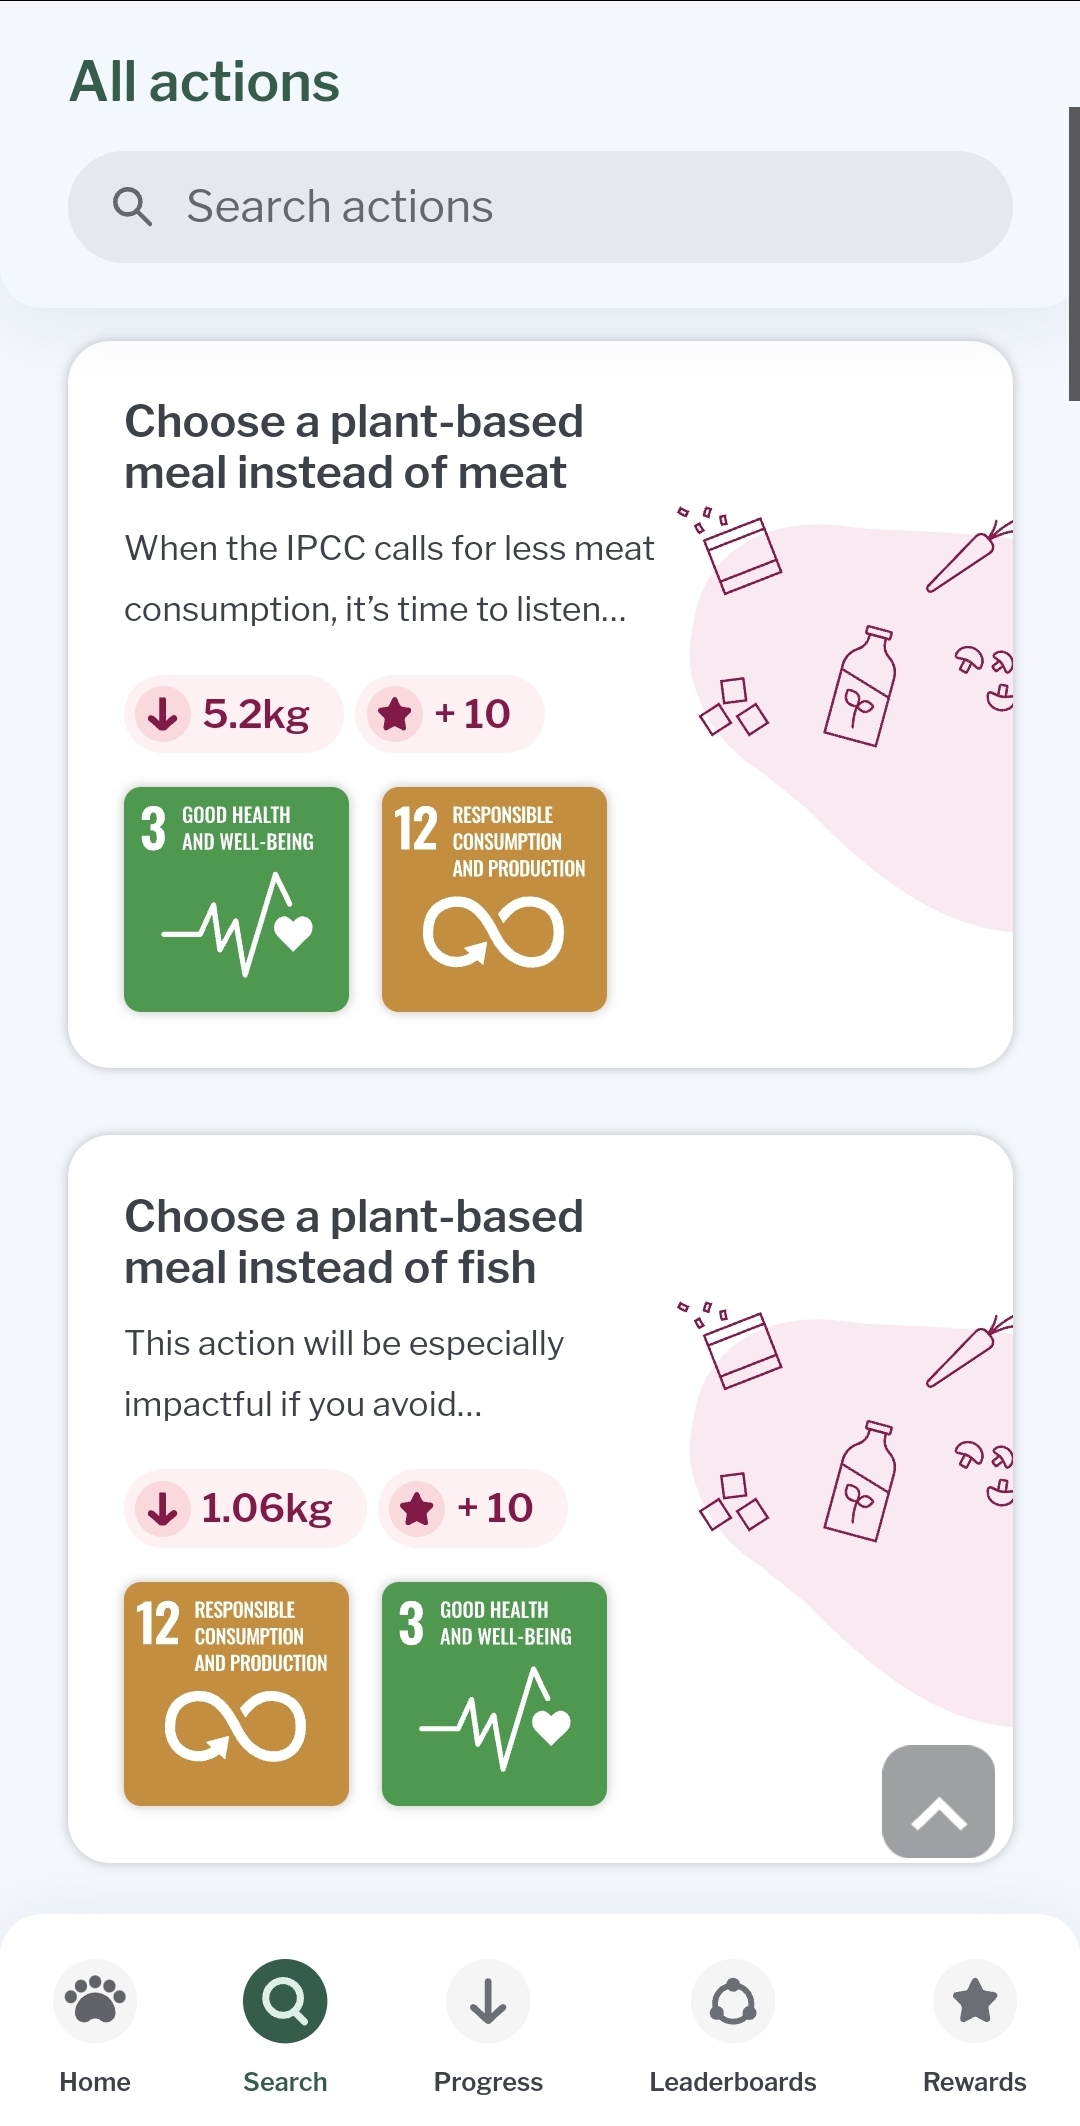 All actions
Search actions
Choose a plant-based
meal instead of meat
When the IPCC calls for less meat
consumption, it’s time to listen...
5.2kg + 10
3 GOOD HEALTH
AND WELL-BEING
12 RESPONSIBLE
CONSUMPTION
AND PRODUCTION
Choose a plant-based
meal instead of fish
This action will be especially
impactful if you avoid...
1.06kg + 10
12 RESPONSIBLE
CONSUMPTION
AND PRODUCTION
3 GOOD HEALTH
AND WELL-BEING
Home Search Progress Leaderboards Rewards